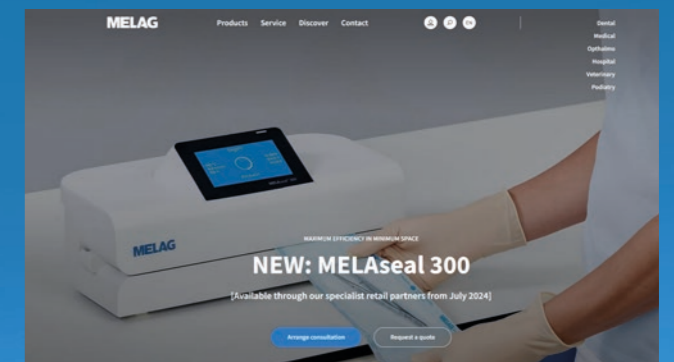 MELAG
Products Service Discover Contact
EN
Dental
Medical
Opthalmo
Hospital
Veterinary
Podiatry
MELAG
MAXIMUM EFFICIENCY IN MINIMUM SPACE
NEW: MELAseal 300
[Available through our specialist retail partners from July 2024]
Arrange consultation
Request a quote